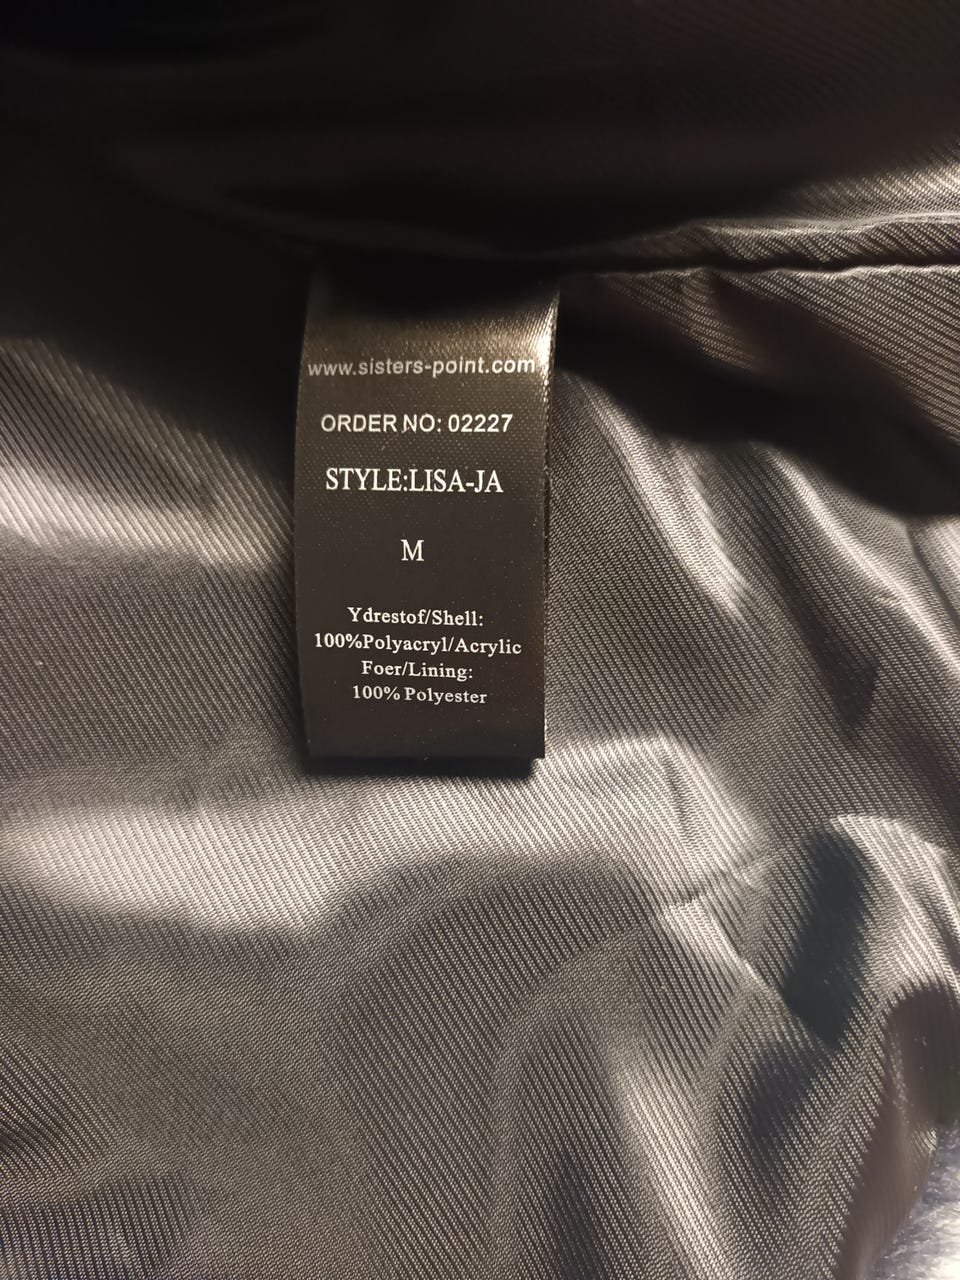 www.sisters-point.com
ORDER NO: 02227
STYLE:LISA-JA
M
Ydrestof/Shell:
100%Polyacryl/Acrylic
Foer/Lining:
100% Polyester